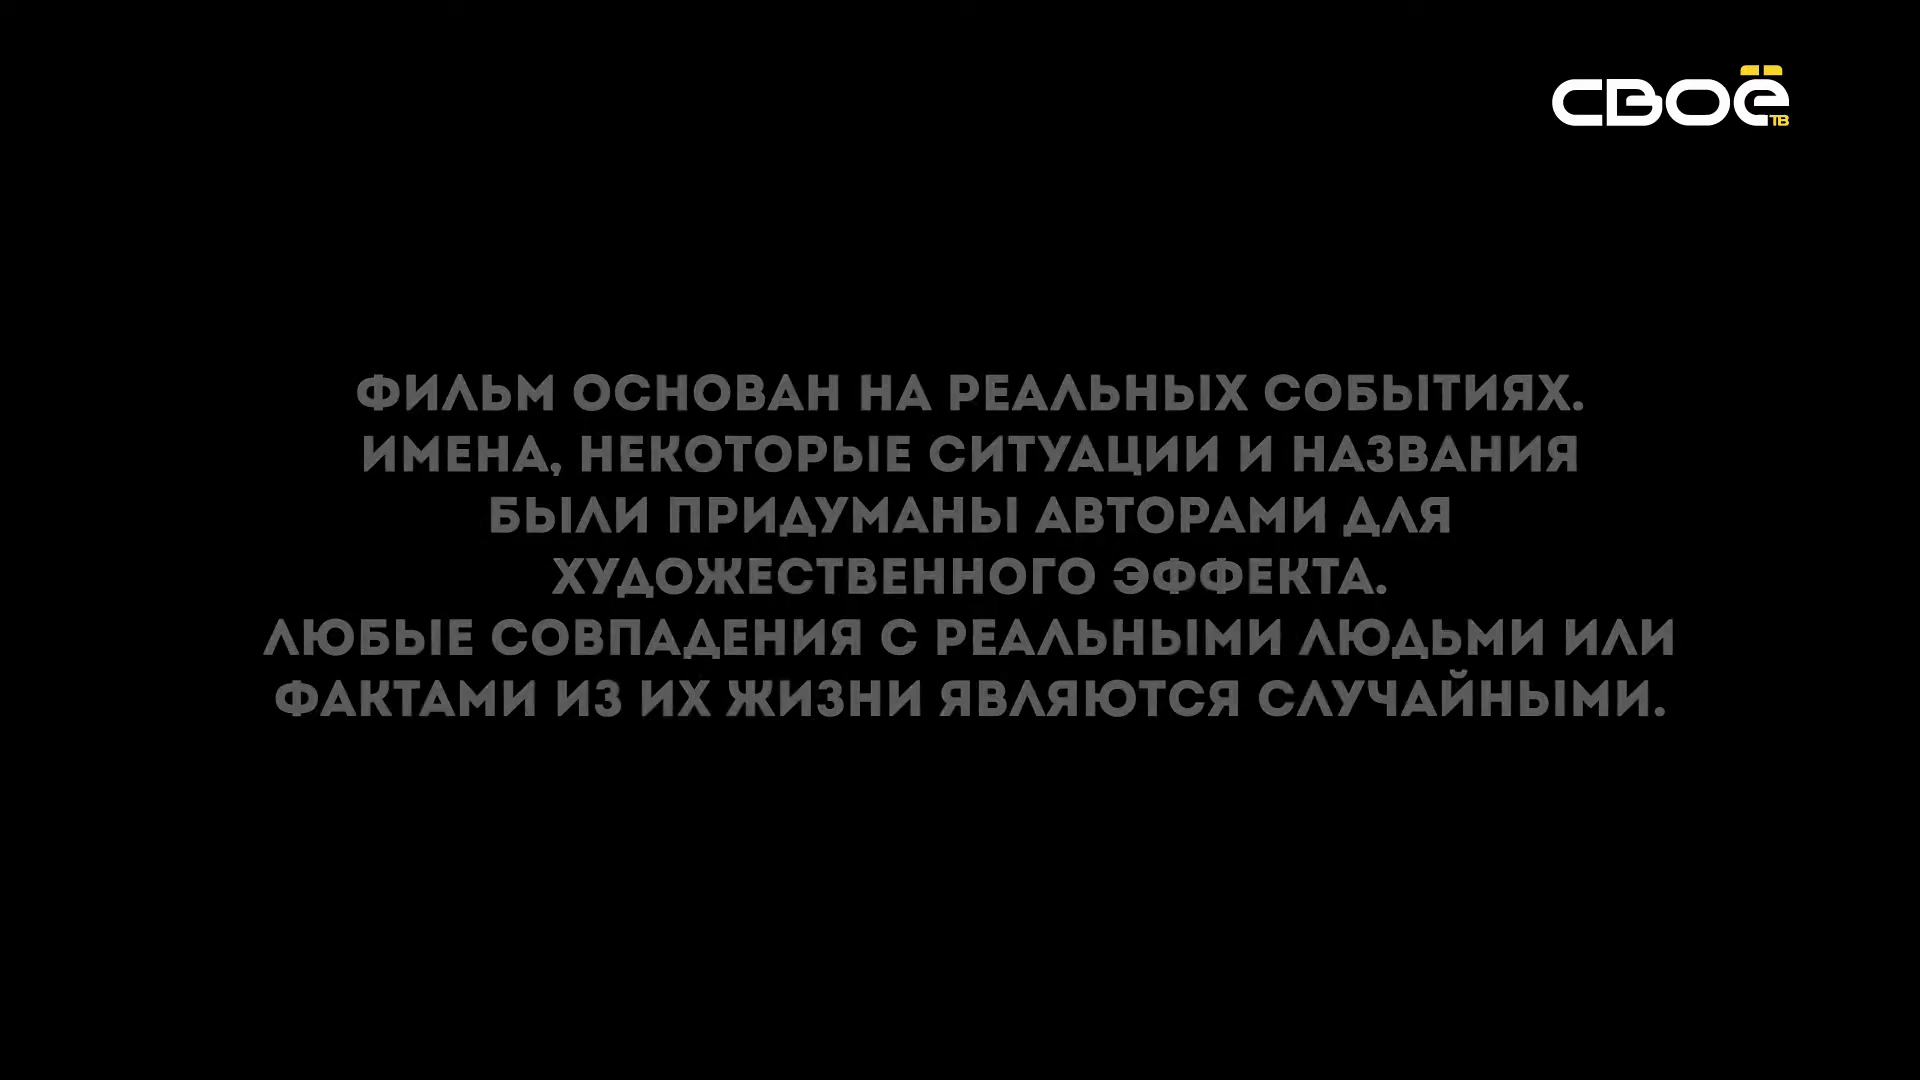 СВОЁ
ТВ
ФИЛЬМ ОСНОВАН НА РЕАЛЬНЫХ СОБЫТИЯХ.
ИМЕНА, НЕКОТОРЫЕ СИТУАЦИИ И НАЗВАНИЯ
БЫЛИ ПРИДУМАНЫ АВТОРАМИ ДЛЯ
ХУДОЖЕСТВЕННОГО ЭФФЕКТА.
ЛЮБЫЕ СОВПАДЕНИЯ С РЕАЛЬНЫМИ ЛЮДЬМИ ИЛИ
ФАКТАМИ ИЗ ИХ ЖИЗНИ ЯВЛЯЮТСЯ СЛУЧАЙНЫМИ.